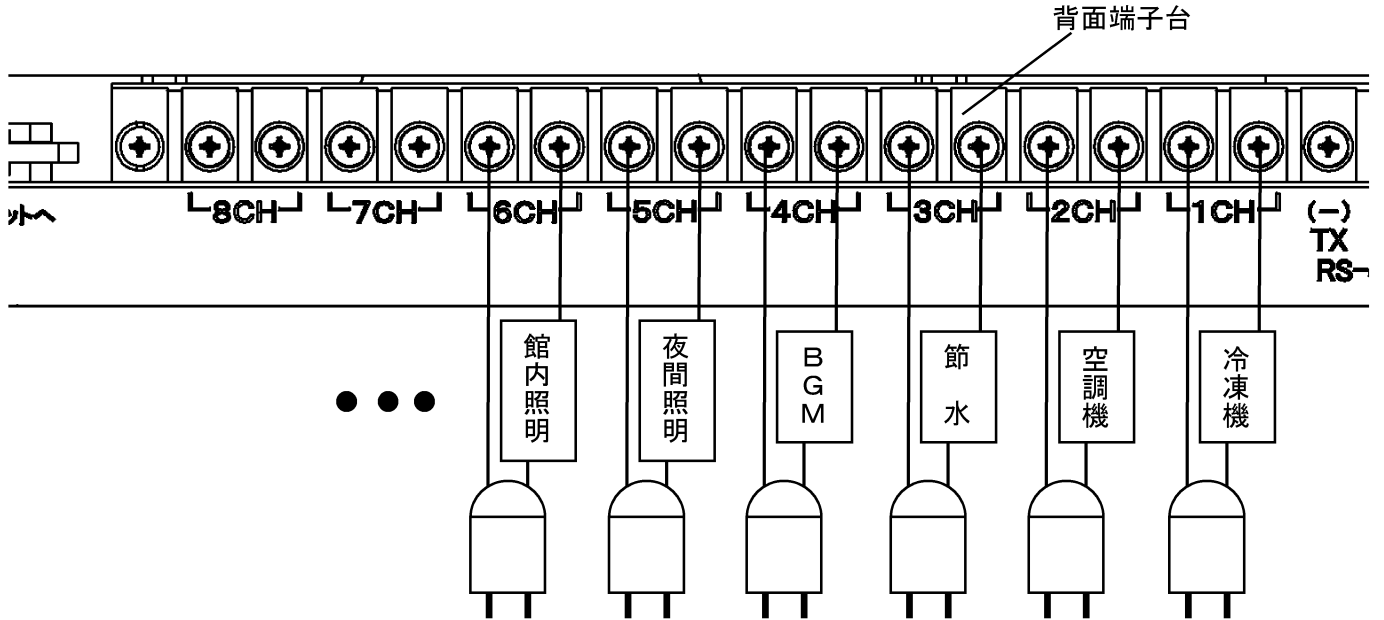 背面端子台
8CH 7CH 6CH 5CH 4CH 3CH 2CH 1CH (−)
ットへ
TX
RS-
館内照明
夜間照明
BGM
節水
空調機
冷凍機